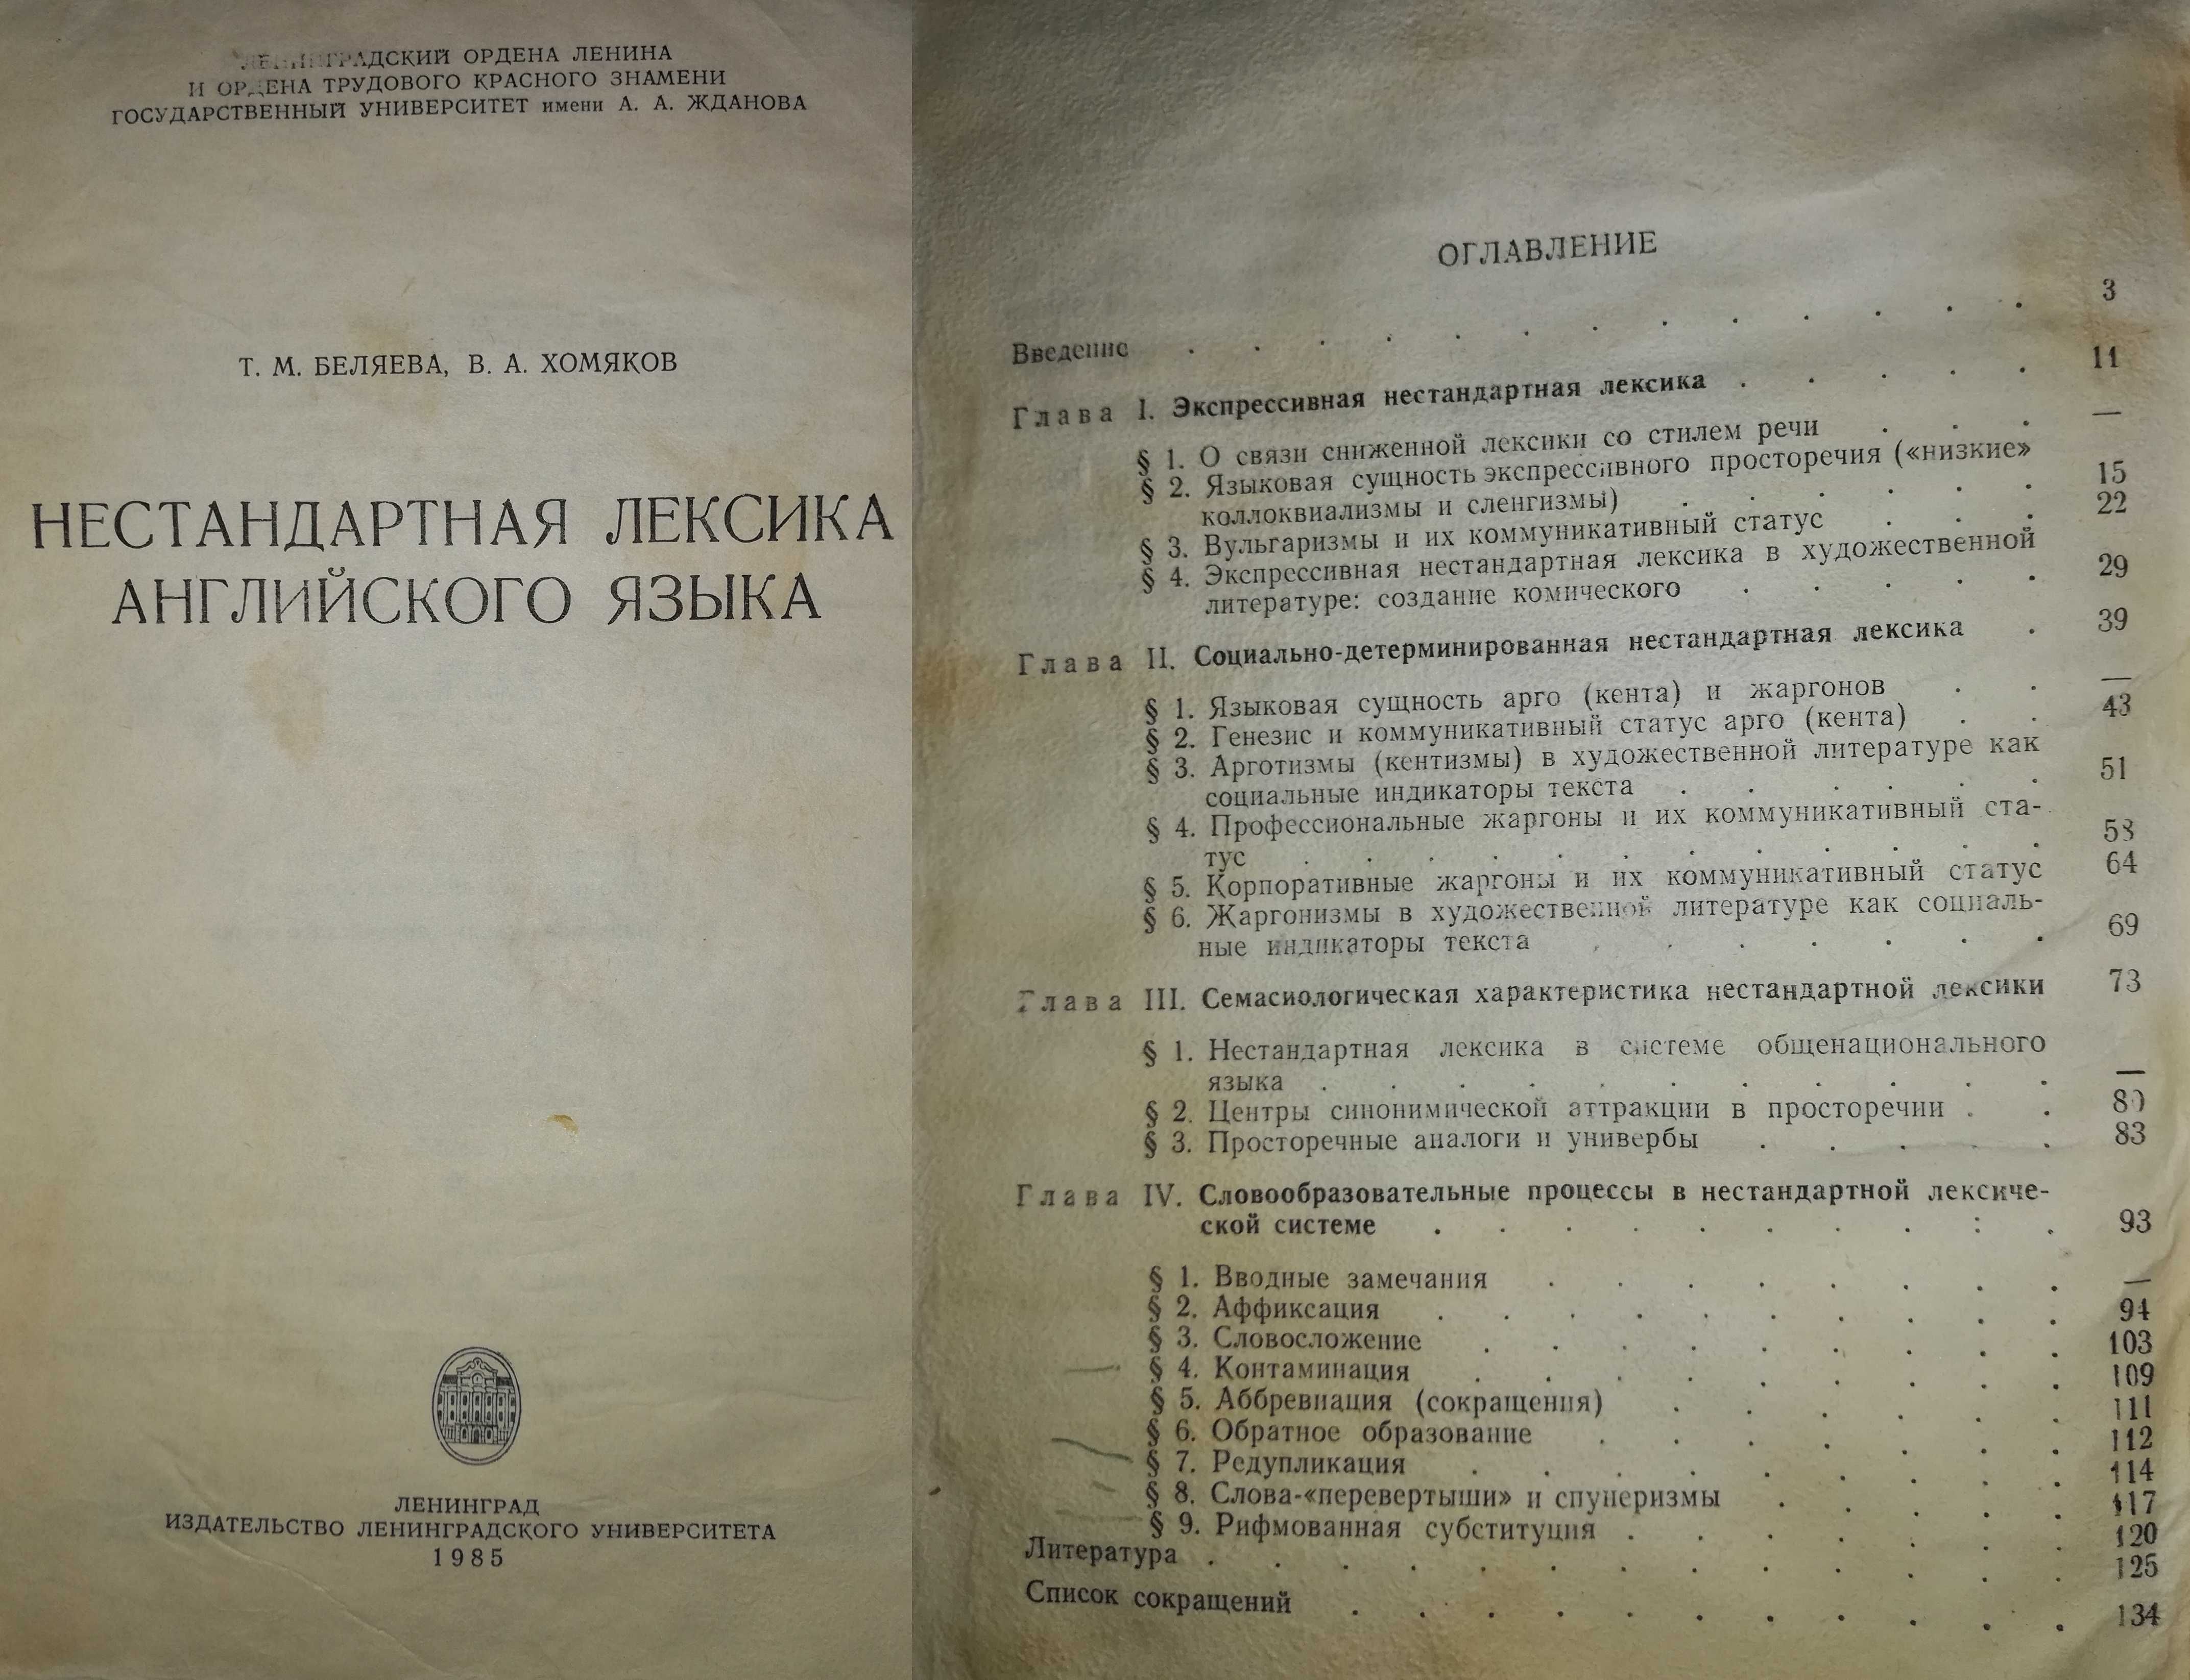 ЛЕНИНГРАДСКИЙ ОРДЕНА ЛЕНИНА
И ОРДЕНА ТРУДОВОГО КРАСНОГО ЗНАМЕНИ
ГОСУДАРСТВЕННЫЙ УНИВЕРСИТЕТ имени А. А. ЖДАНОВА
Т. М. БЕЛЯЕВА, В. А. ХОМЯКОВ
НЕСТАНДАРТНАЯ ЛЕКСИКА
АНГЛИЙСКОГО ЯЗЫКА
ЛЕНИНГРАД
ИЗДАТЕЛЬСТВО ЛЕНИНГРАДСКОГО УНИВЕРСИТЕТА
1985
ОГЛАВЛЕНИЕ
Введение . . . . . . . . . . . . . 3
Глава I. Экспрессивная нестандартная лексика . . . . . 11
§ 1. О связи сниженной лексики со стилем речи . . . —
§ 2. Языковая сущность экспрессивного просторечия («низкие»
коллоквиализмы и сленгизмы) . . . . . . 15
§ 3. Вульгаризмы и их коммуникативный статус . . . 22
§ 4. Экспрессивная нестандартная лексика в художественной
литературе: создание комического . . . . . 29
Глава II. Социально-детерминированная нестандартная лексика . 39
§ 1. Языковая сущность арго (кента) и жаргонов . . —
§ 2. Генезис и коммуникативный статус арго (кента) . . 43
§ 3. Арготизмы (кентизмы) в художественной литературе как
социальные индикаторы текста . . . . . . 51
§ 4. Профессиональные жаргоны и их коммуникативный ста-
тус . . . . . . . . . . . . 58
§ 5. Корпоративные жаргоны и их коммуникативный статус 64
§ 6. Жаргонизмы в художественной литературе как социаль-
ные индикаторы текста . . . . . . . 69
Глава III. Семасиологическая характеристика нестандартной лексики 73
§ 1. Нестандартная лексика в системе общенационального
языка . . . . . . . . . . . —
§ 2. Центры синонимической аттракции в просторечии . . 80
§ 3. Просторечные аналоги и универбы . . . . . 83
Глава IV. Словообразовательные процессы в нестандартной лексиче-
ской системе . . . . . . . . . . 93
§ 1. Вводные замечания . . . . . . . . —
§ 2. Аффиксация . . . . . . . . . . 94
§ 3. Словосложение . . . . . . . . . 103
§ 4. Контаминация . . . . . . . . . 109
§ 5. Аббревиация (сокращения) . . . . . . 111
§ 6. Обратное образование . . . . . . . 112
§ 7. Редупликация . . . . . . . . . 114
§ 8. Слова-«перевертыши» и спунеризмы . . . . . 117
§ 9. Рифмованная субституция . . . . . . . 120
Литература . . . . . . . . . . . . . 125
Список сокращений . . . . . . . . . . . 134